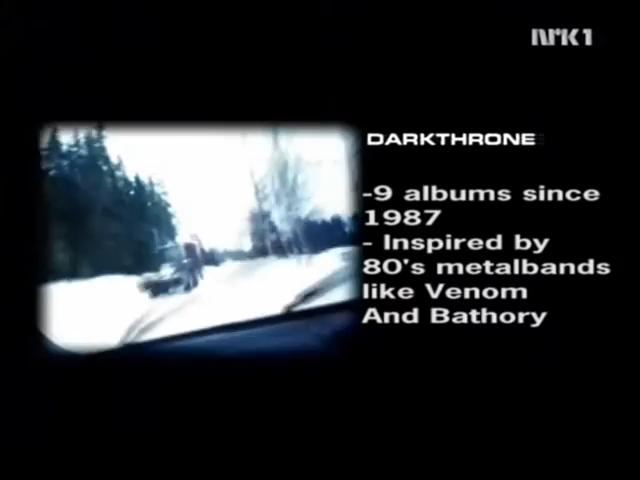 NRK1
DARKTHRONE
-9 albums since
1987
- Inspired by
80's metalbands
like Venom
And Bathory